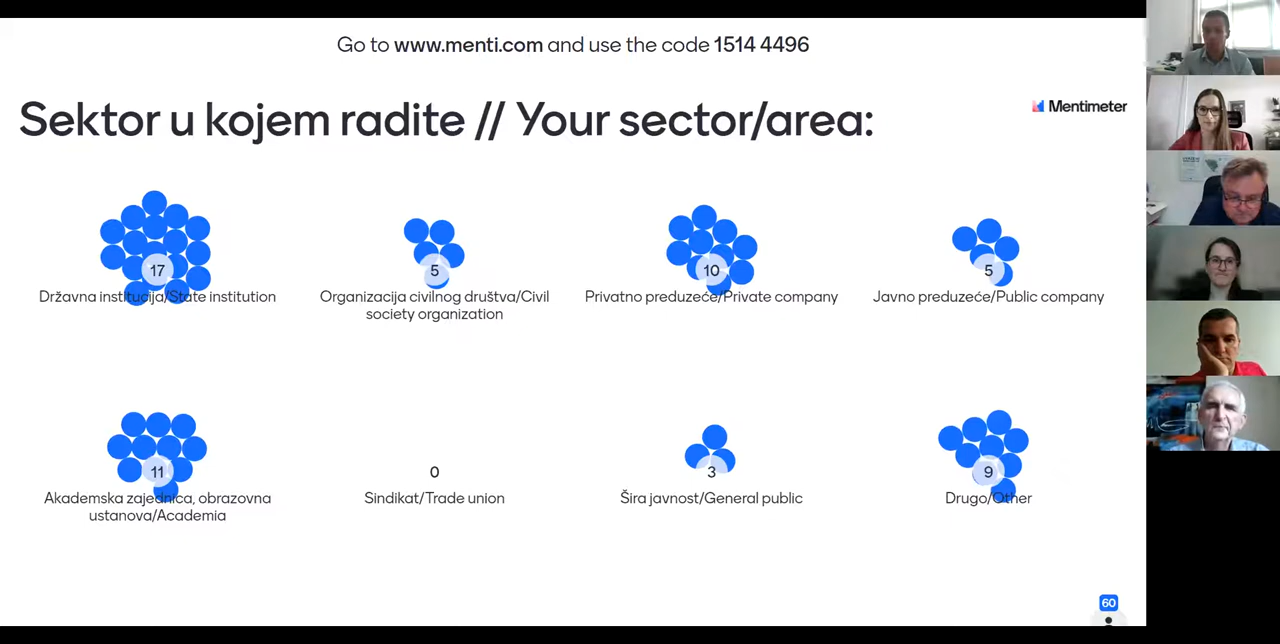 Go to www.menti.com and use the code 1514 4496
Sektor u kojem radite // Your sector/area:
Mentimeter
17
5
10
5
Državna institucija/State institution
Organizacija civilnog društva/Civil
society organization
Privatno preduzeće/Private company
Javno preduzeće/Public company
11
0
3
9
Akademska zajednica, obrazovna
ustanova/Academia
Sindikat/Trade union
Šira javnost/General public
Drugo/Other
60